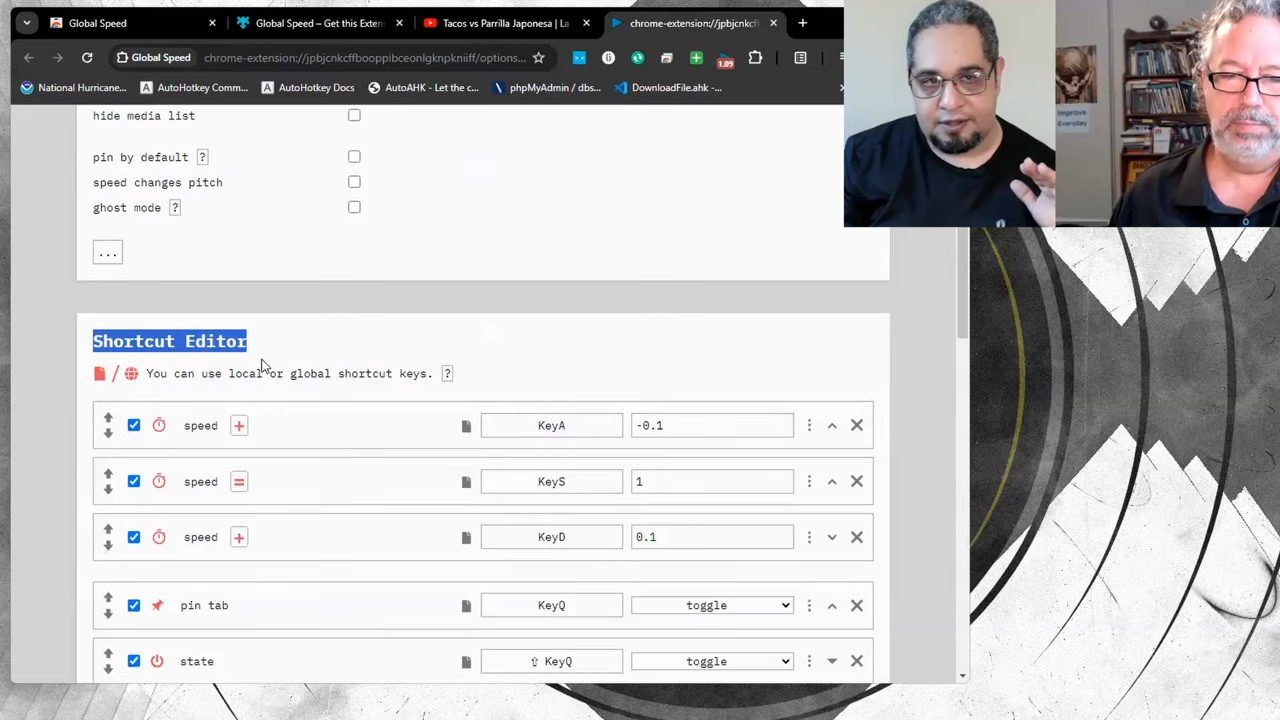 Global Speed
Global Speed – Get this Exten
Tacos vs Parrilla Japonesa | La
chrome-extension://jpbjcnkcf
Global Speed
chrome-extension://jpbjcnkcffbooppibceonlgknpkniiff/options...
1.09
National Hurricane...
AutoHotkey Comm...
AutoHotkey Docs
AutoAHK - Let the c...
phpMyAdmin / dbs...
DownloadFile.ahk -...
Improve
Everyday
hide media list
pin by default ?
speed changes pitch
ghost mode ?
...
Shortcut Editor
/ You can use local or global shortcut keys. ?
speed + KeyA -0.1
speed = KeyS 1
speed + KeyD 0.1
pin tab KeyQ toggle
state ⇧ KeyQ toggle